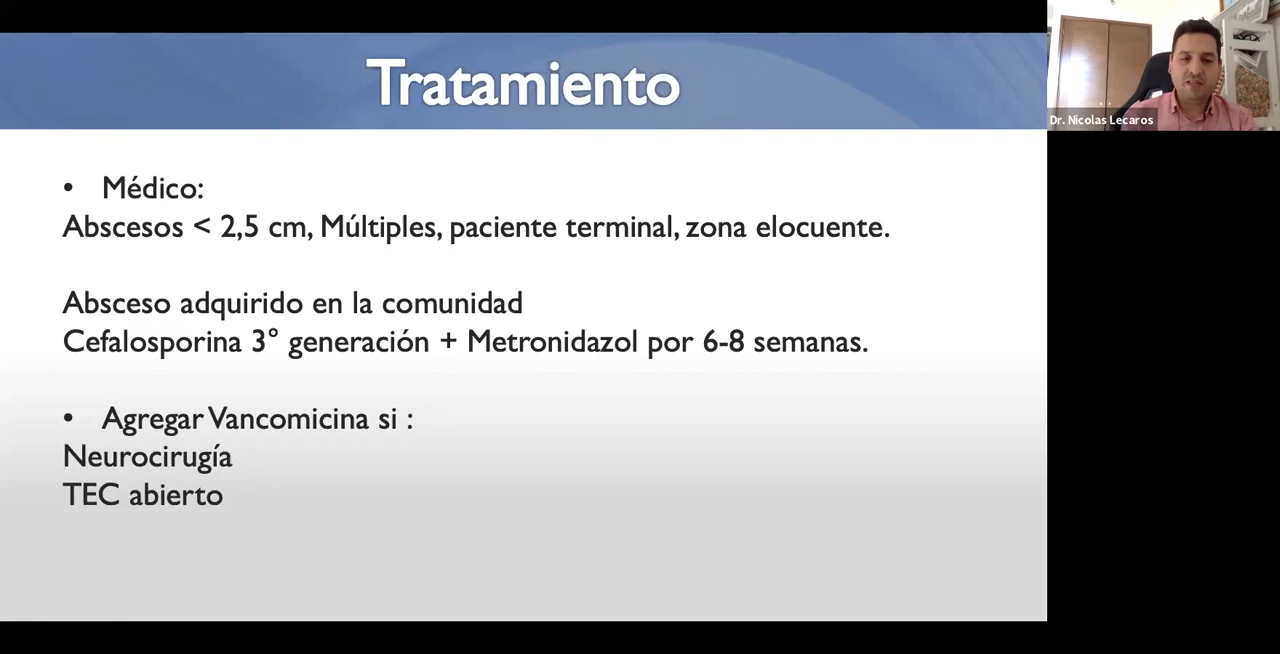 Tratamiento
Dr. Nicolas Lecaros
• Médico:
Abscesos < 2,5 cm, Múltiples, paciente terminal, zona elocuente.
Absceso adquirido en la comunidad
Cefalosporina 3° generación + Metronidazol por 6-8 semanas.
• Agregar Vancomicina si :
Neurocirugía
TEC abierto